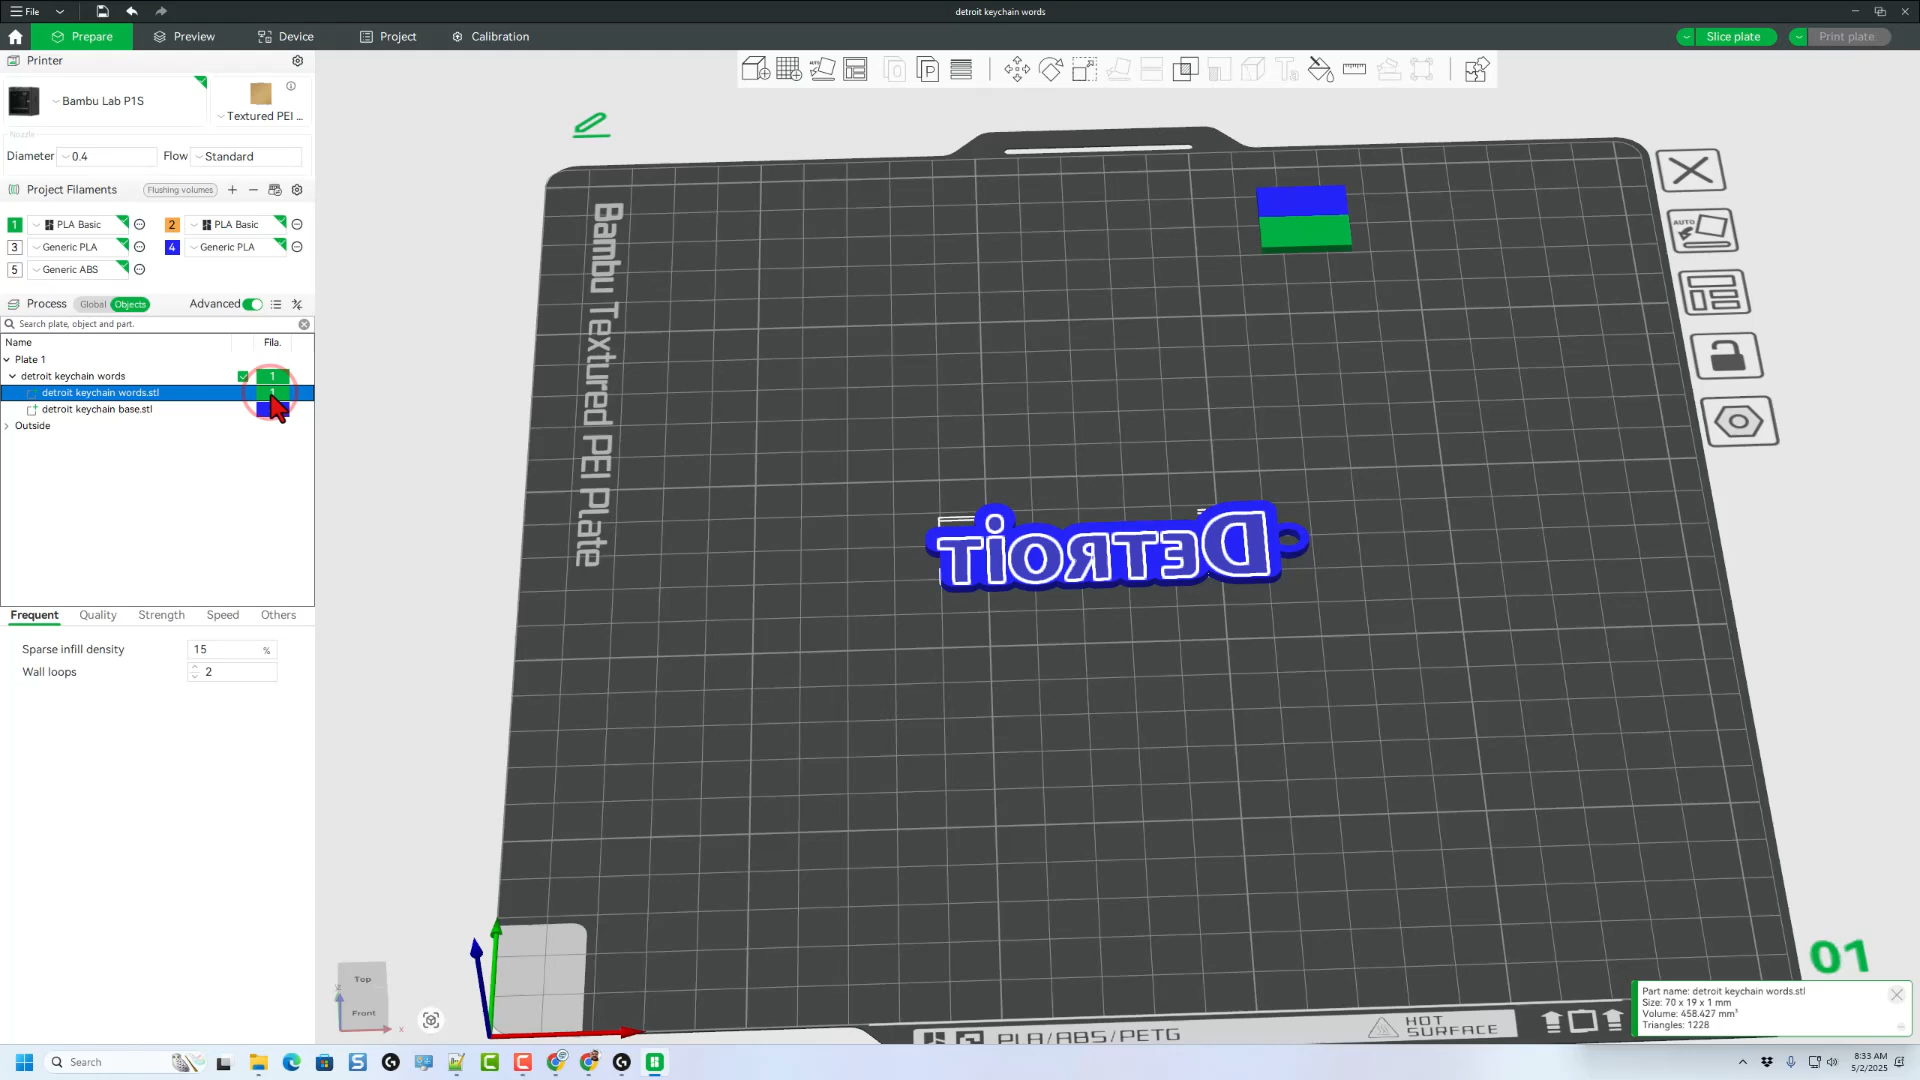 File
detroit keychain words
Prepare
Preview
Device
Project
Calibration
Slice plate
Print plate
Printer
Bambu Lab P1S
Textured PEI ...
Nozzle
Diameter
0.4
Flow
Standard
Project Filaments
Flushing volumes
1 PLA Basic
2 PLA Basic
3 Generic PLA
4 Generic PLA
5 Generic ABS
Process
Global
Objects
Advanced
Search plate, object and part.
Name
Fila.
Plate 1
detroit keychain words
1
detroit keychain words.stl
1
detroit keychain base.stl
Outside
Frequent
Quality
Strength
Speed
Others
Sparse infill density
15
%
Wall loops
2
Bambu Textured PEI Plate
AUTO
AUTO
Detroit
01
Top
Front
x
PLA/ABS/PETG
HOT
SURFACE
Part name: detroit keychain words.stl
Size: 70 x 19 x 1 mm
Volume: 458.427 mm³
Triangles: 1228
Search
8:33 AM
5/2/2025